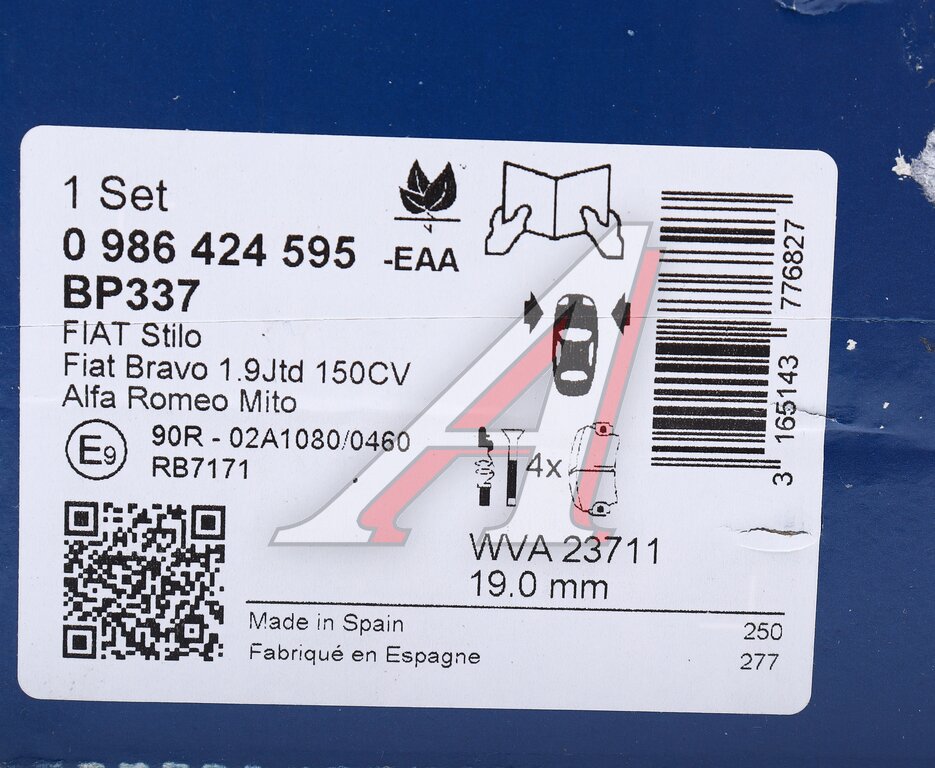 1 Set
0 986 424 595 -EAA
BP337
FIAT Stilo
Fiat Bravo 1.9Jtd 150CV
Alfa Romeo Mito
E9 90R - 02A1080/0460
RB7171
4x
WVA 23711
19.0 mm
Made in Spain
Fabriqué en Espagne
250
277
3 165143 776827